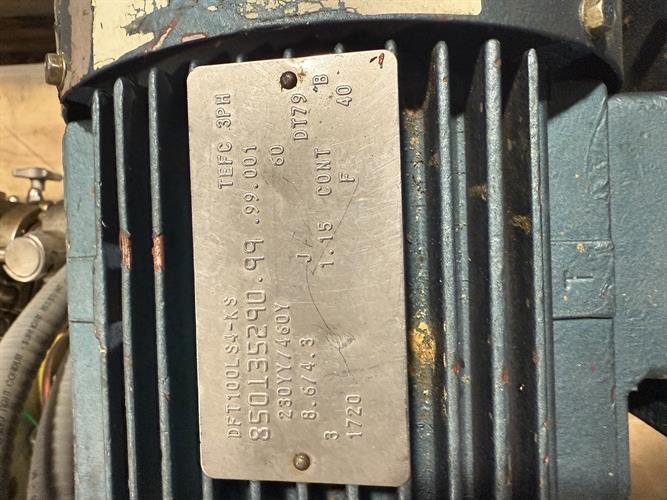 DFT100LS4-KS TEFC 3PH
850135290.99 .99.001
230YY/460Y 60 DT79
8.6/4.3 J B
3 1.15 CONT
1720 F 40